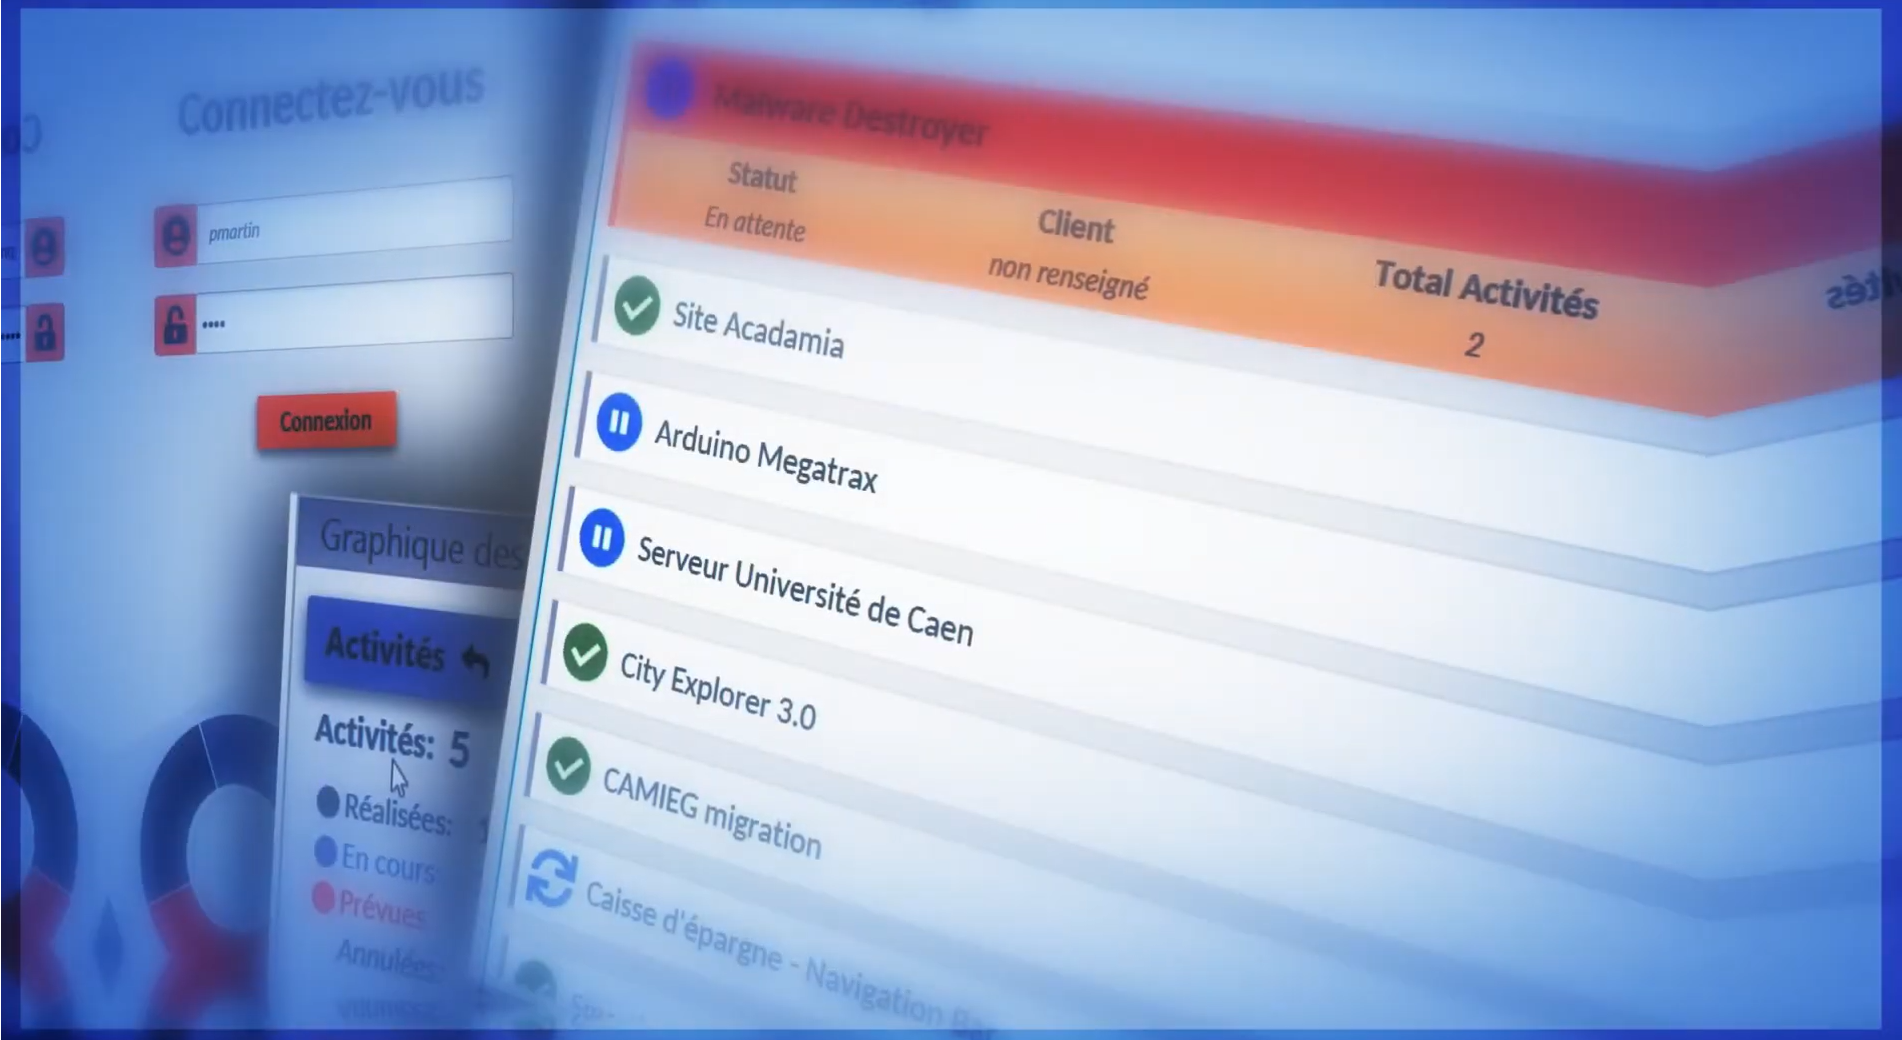 Connectez-vous
pmartin
Connexion
Malware Destroyer
Statut
En attente
Client
non renseigné
Total Activités
2
Site Acadamia
Arduino Megatrax
Serveur Université de Caen
City Explorer 3.0
CAMIEG migration
Caisse d'épargne - Navigation
Graphique des
Activités
Activités: 5
Réalisées:
En cours
Prévues
Annulées